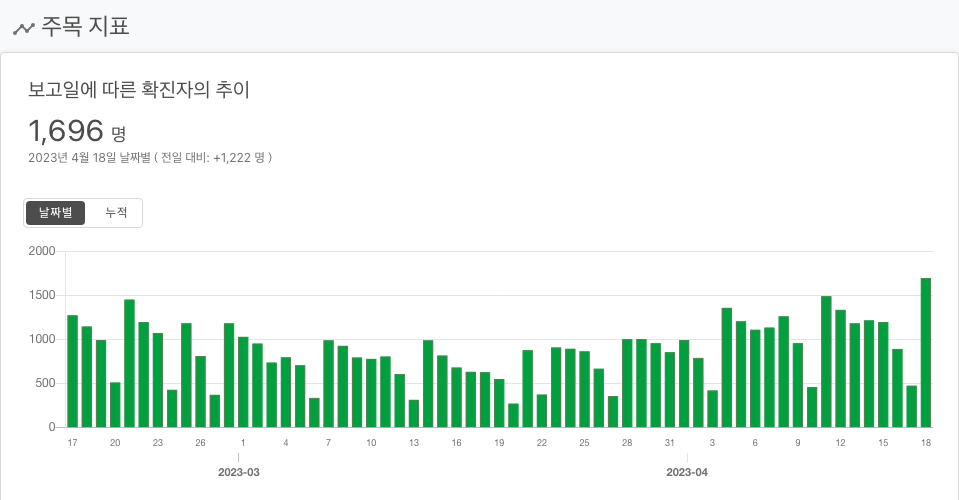 주목 지표
보고일에 따른 확진자의 추이
1,696 명
2023년 4월 18일 날짜별 ( 전일 대비: +1,222 명 )
날짜별 누적
2000
1500
1000
500
0
17 20 23 26 1 4 7 10 13 16 19 22 25 28 31 3 6 9 12 15 18
2023-03 2023-04